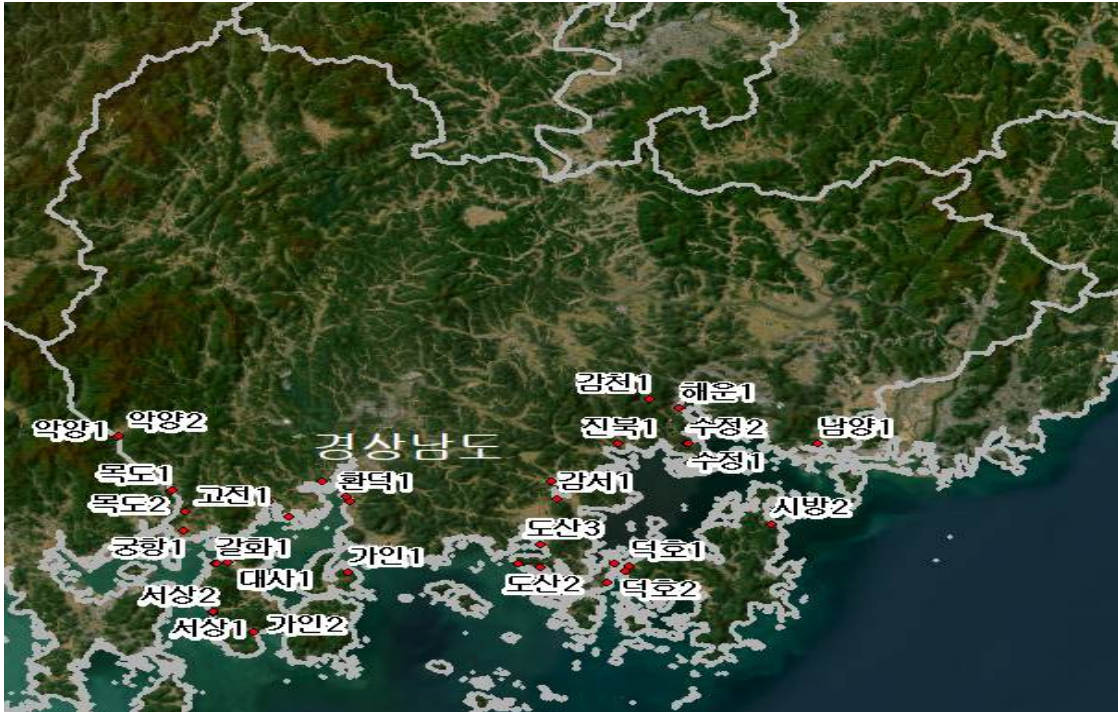 감천1
해운1
악양1
악양2
진북1
수정2
남양1
경상남도
수정1
목도1
환덕1
감서1
목도2
고전1
시방2
도산3
궁항1
갈화1
가인1
덕호1
대사1
도산2
덕호2
서상2
서상1
가인2